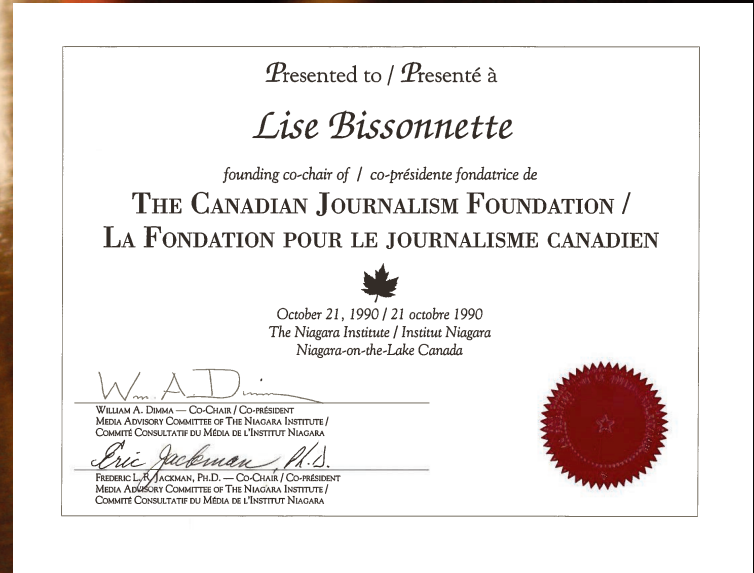 Presented to / Presenté à
Lise Bissonnette
founding co-chair of / co-présidente fondatrice de
THE CANADIAN JOURNALISM FOUNDATION /
LA FONDATION POUR LE JOURNALISME CANADIEN
October 21, 1990 / 21 octobre 1990
The Niagara Institute / Institut Niagara
Niagara-on-the-Lake Canada
Wm. A. Dimma
WILLIAM A. DIMMA — CO-CHAIR / CO-PRÉSIDENT
MEDIA ADVISORY COMMITTEE OF THE NIAGARA INSTITUTE /
COMMITÉ CONSULTATIF DU MÉDIA DE L'INSTITUT NIAGARA
Eric Jackman, Ph.D.
FREDERIC L. R. JACKMAN, PH.D. — CO-CHAIR / CO-PRÉSIDENT
MEDIA ADVISORY COMMITTEE OF THE NIAGARA INSTITUTE /
COMMITÉ CONSULTATIF DU MÉDIA DE L'INSTITUT NIAGARA